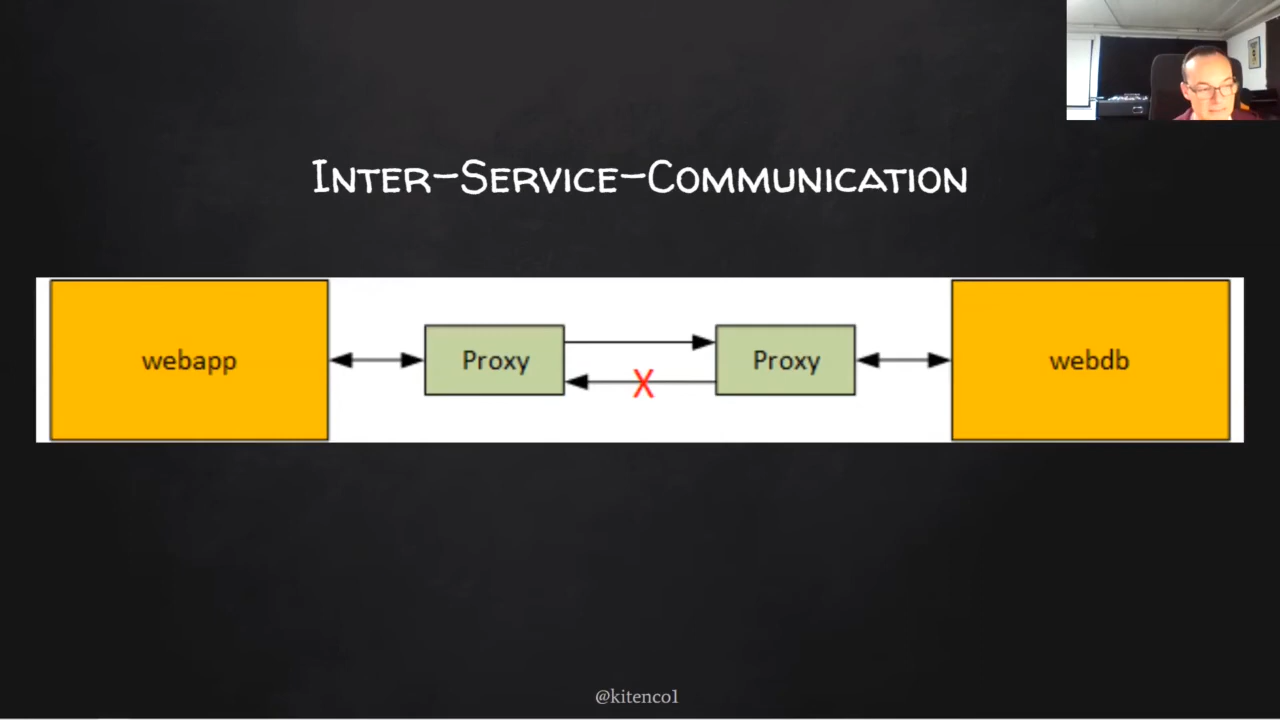 Inter-Service-Communication
webapp
Proxy
X
Proxy
webdb
@kitenco1